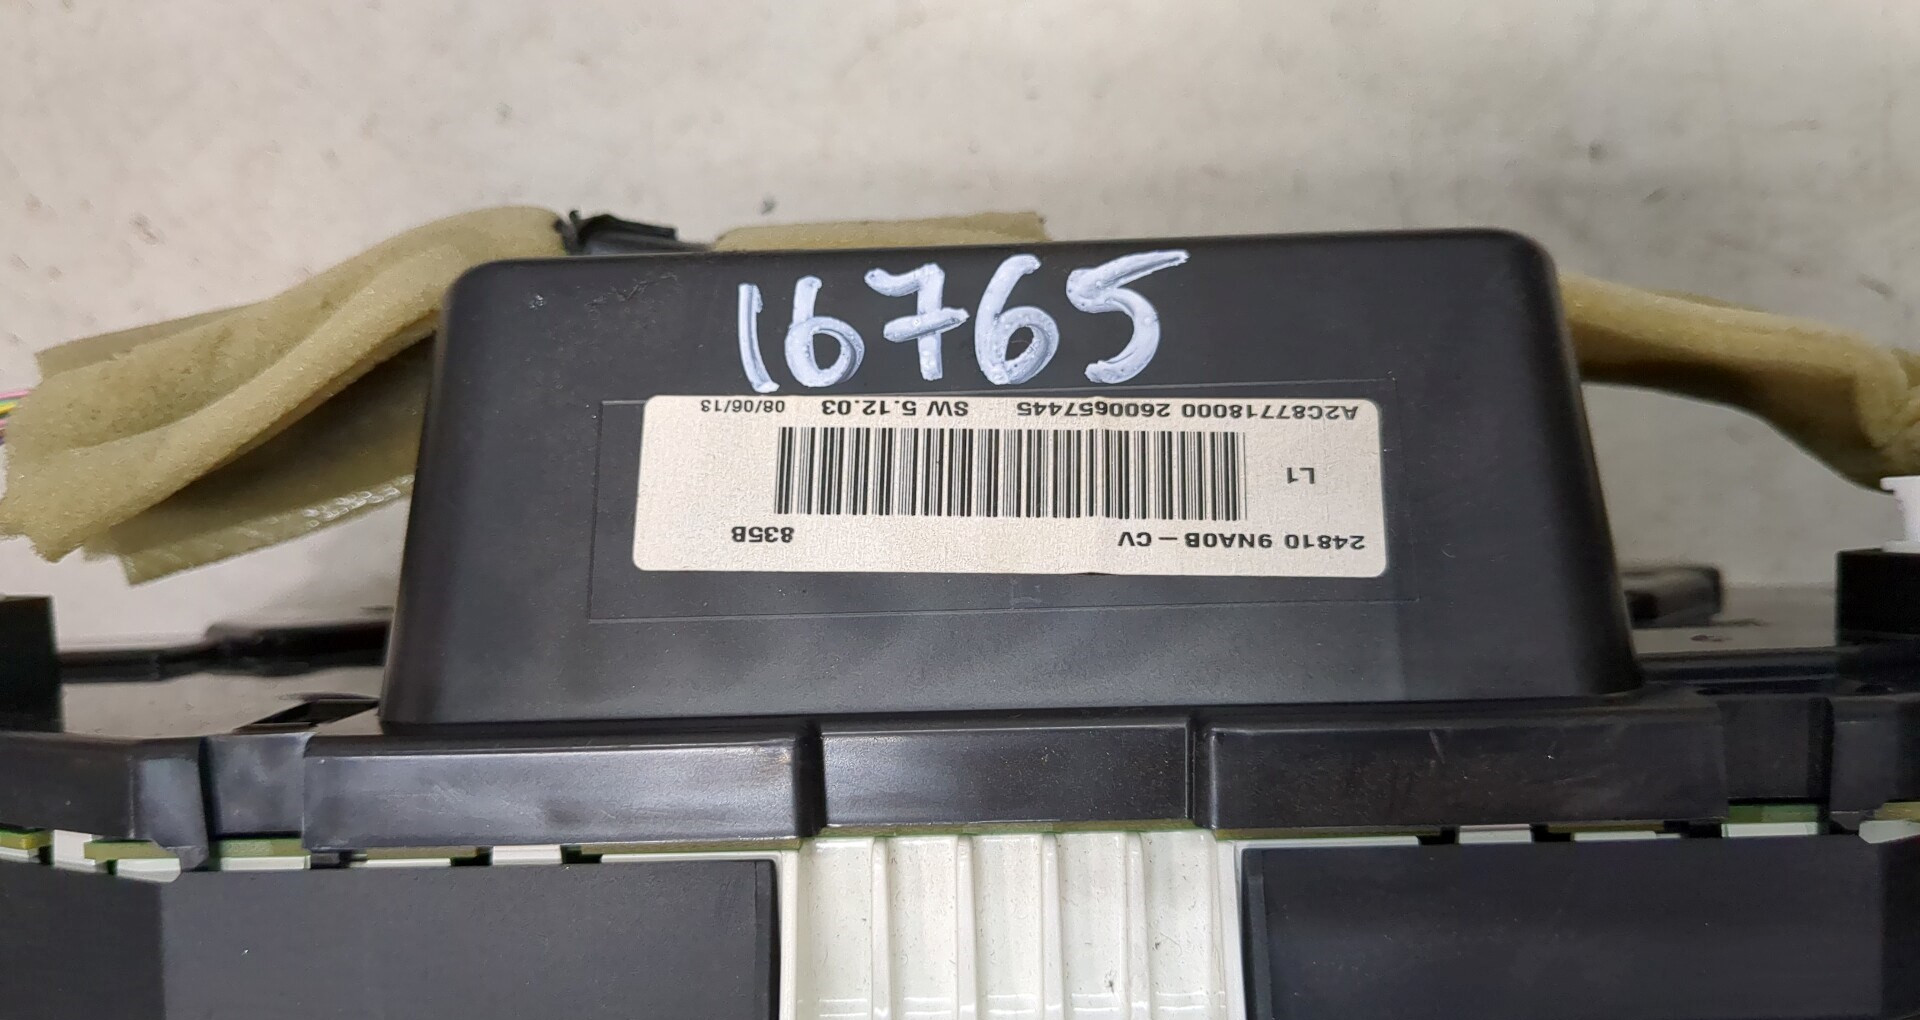 16765
24810 9NA0B – CV 835B
L1
A2C87718000 2600657445 SW 5.12.03 08/06/13